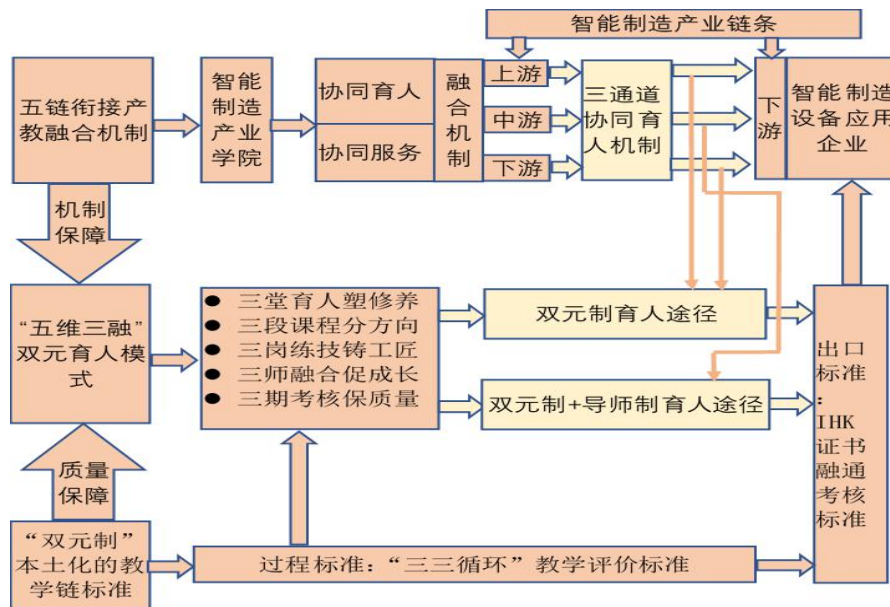 智能制造产业链条
五链衔接产
教融合机制
智能
制造
产业
学院
协同育人
协同服务
融
合
机
制
上游
中游
下游
三通道
协同育
人机制
下
游
智能制造
设备应用
企业
机制
保障
“五维三融”
双元育人模
式
三堂育人塑修养
三段课程分方向
三岗练技铸工匠
三师融合促成长
三期考核保质量
双元制育人途径
双元制+导师制育人途径
出口
标准
:
IHK
证书
融通
考核
标准
质量
保障
“双元制”
本土化的教
学链标准
过程标准：“三三循环”教学评价标准